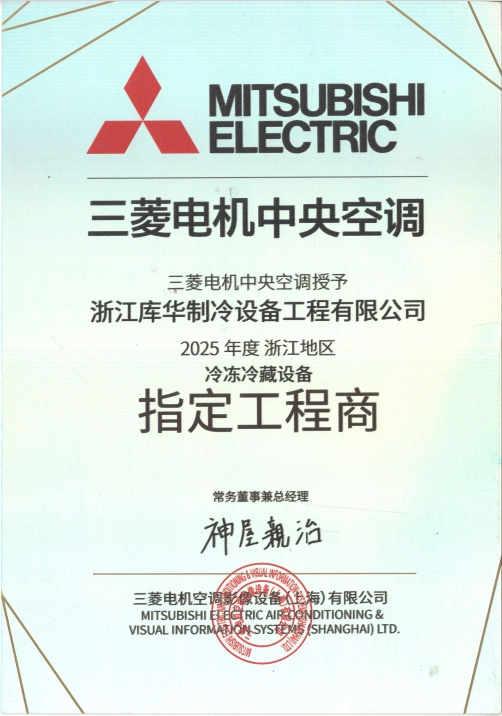 MITSUBISHI
ELECTRIC
三菱电机中央空调
三菱电机中央空调授予
浙江库华制冷设备工程有限公司
2025 年度 浙江地区
冷冻冷藏设备
指定工程商
常务董事兼总经理
神屋親治
三菱电机空调影像设备(上海)有限公司
MITSUBISHI ELECTRIC AIR-CONDITIONING &
VISUAL INFORMATION SYSTEMS (SHANGHAI) LTD.